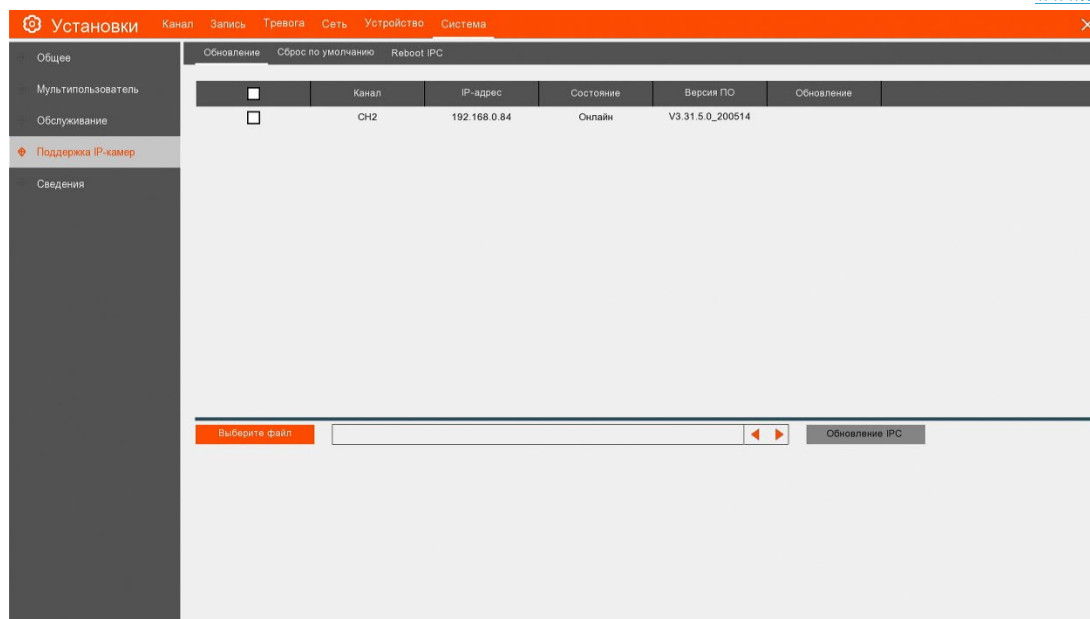 Установки Канал Запись Тревога Сеть Устройство Система
Общее
Мультипользователь
Обслуживание
Поддержка IP-камер
Сведения
Обновление Сброс по умолчанию Reboot IPC
Канал IP-адрес Состояние Версия ПО Обновление
CH2 192.168.0.84 Онлайн V3.31.5.0_200514
Выберите файл Обновление IPC